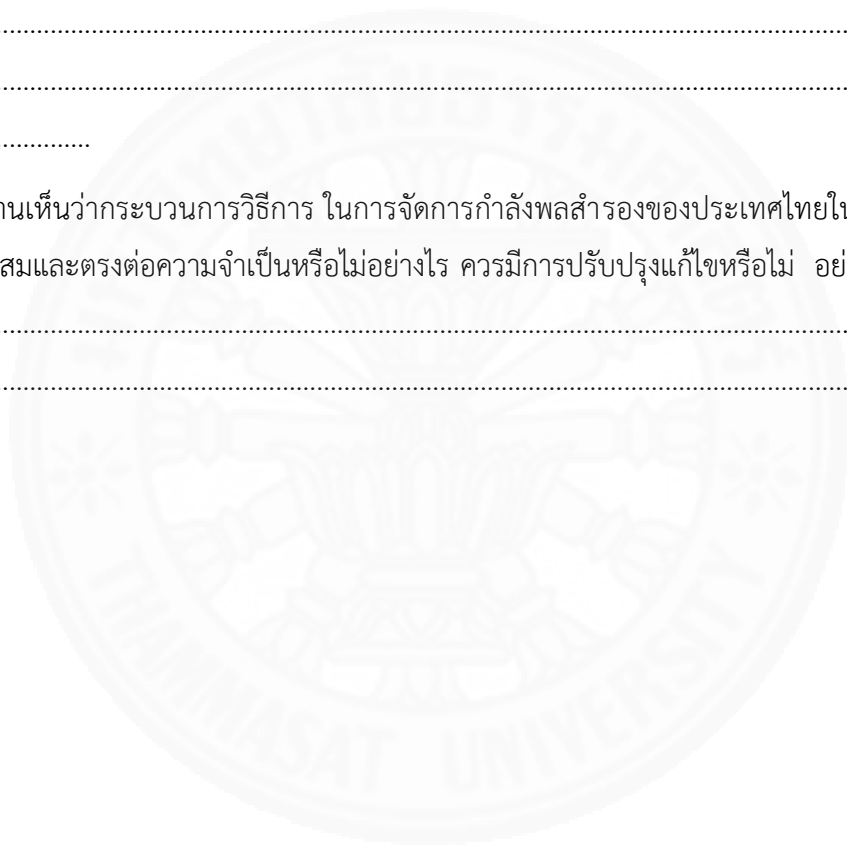 ................................................................................
................................................................................
..............
านเห็นว่ากระบวนการวิธีการ ในการจัดการกำลังพลสำรองของประเทศไทยใน
สมและตรงต่อความจำเป็นหรือไม่อย่างไร ควรมีการปรับปรุงแก้ไขหรือไม่ อย่
................................................................................
................................................................................
THAMMASAT UNIVERSITY